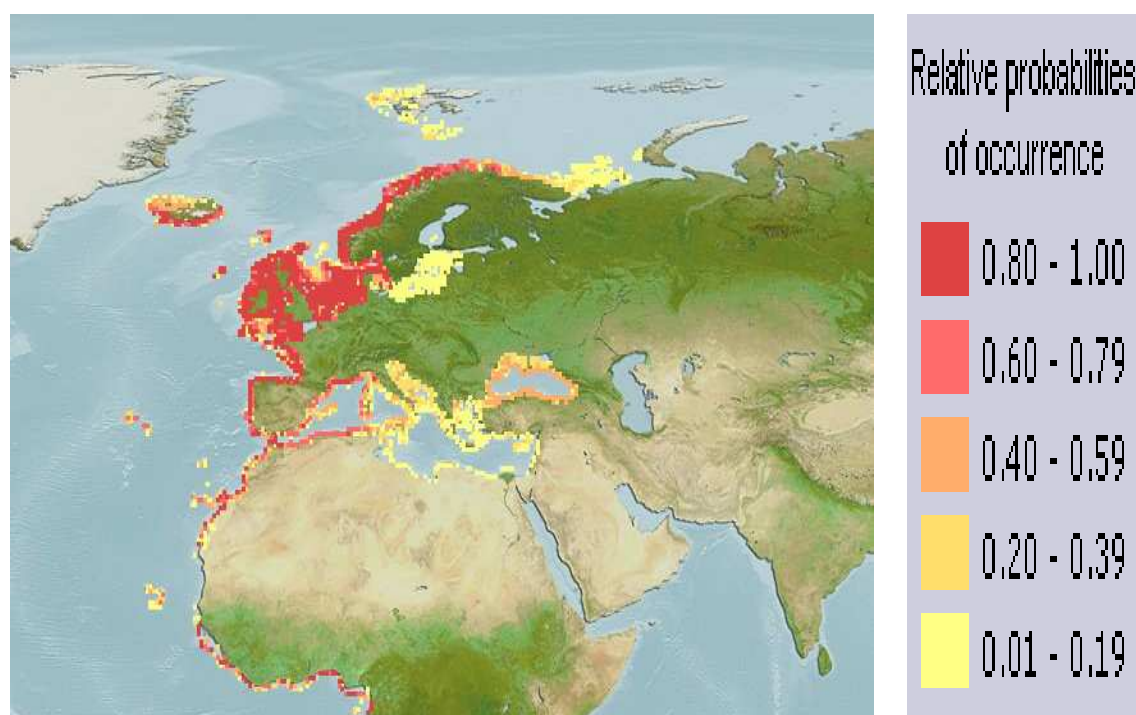 Relative probabilities
of occurrence
0.80 - 1.00
0.60 - 0.79
0.40 - 0.59
0.20 - 0.39
0.01 - 0.19